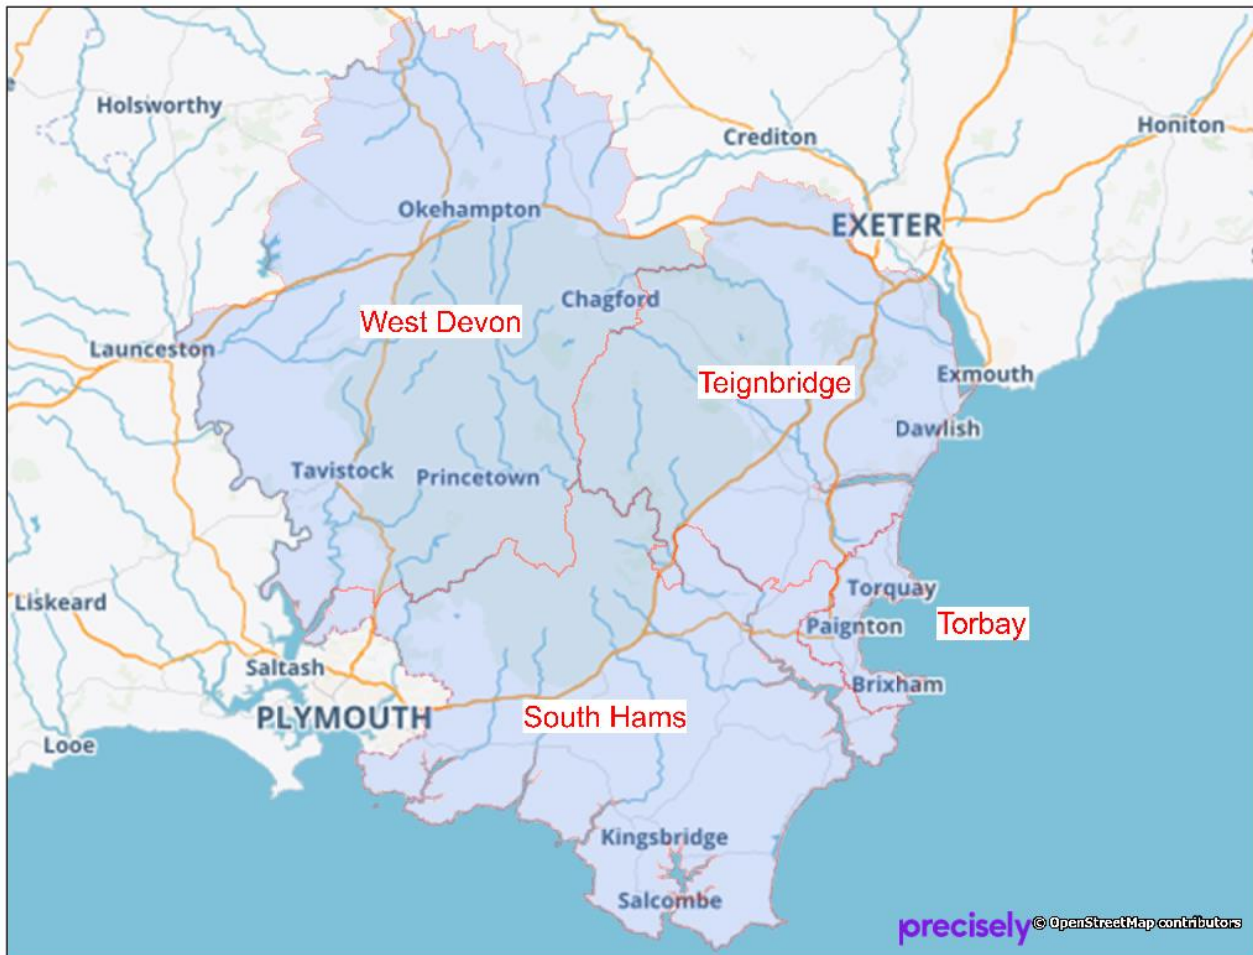 Holsworthy
Crediton
Honiton
Okehampton
EXETER
Chagford
West Devon
Launceston
Teignbridge
Exmouth
Dawlish
Tavistock
Princetown
Torquay
Liskeard
Paignton
Torbay
Saltash
Brixham
PLYMOUTH
South Hams
Looe
Kingsbridge
Salcombe
precisely © OpenStreetMap contributors